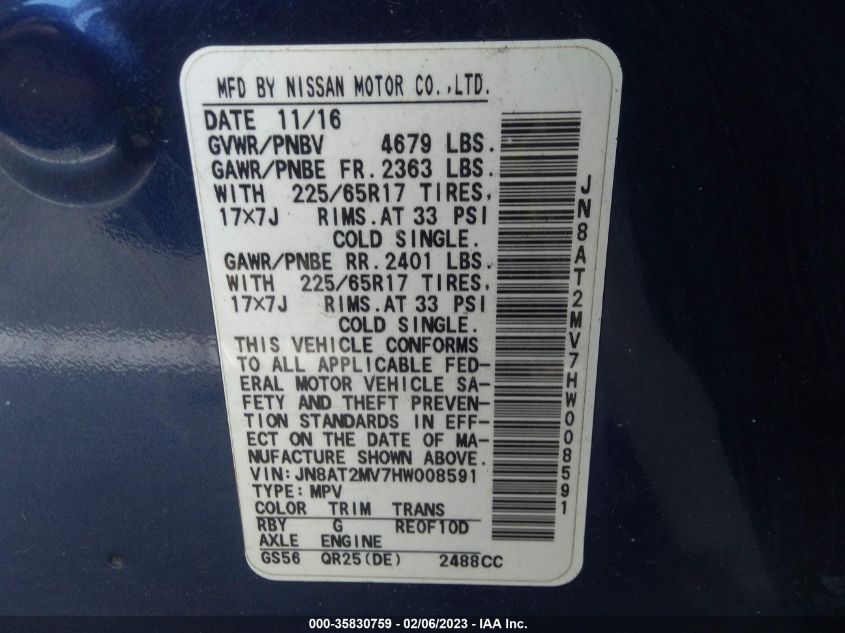 MFD BY NISSAN MOTOR CO.,LTD.
DATE 11/16
GVWR/PNBV 4679 LBS.
GAWR/PNBE FR.2363 LBS.
WITH 225/65R17 TIRES,
17×7J RIMS.AT 33 PSI
COLD SINGLE.
GAWR/PNBE RR.2401 LBS.
WITH 225/65R17 TIRES,
17×7J RIMS.AT 33 PSI
COLD SINGLE.
THIS VEHICLE CONFORMS
TO ALL APPLICABLE FED-
ERAL MOTOR VEHICLE SA-
FETY AND THEFT PREVEN-
TION STANDARDS IN EFF-
ECT ON THE DATE OF MA-
NUFACTURE SHOWN ABOVE.
VIN:JN8AT2MV7HW008591
TYPE:MPV
COLOR TRIM TRANS
RBY G RE0F10D
AXLE ENGINE
GS56 QR25(DE) 2488CC
JN8AT2MV7HW008591
000-35830759 — 02/06/2023 — IAA Inc.